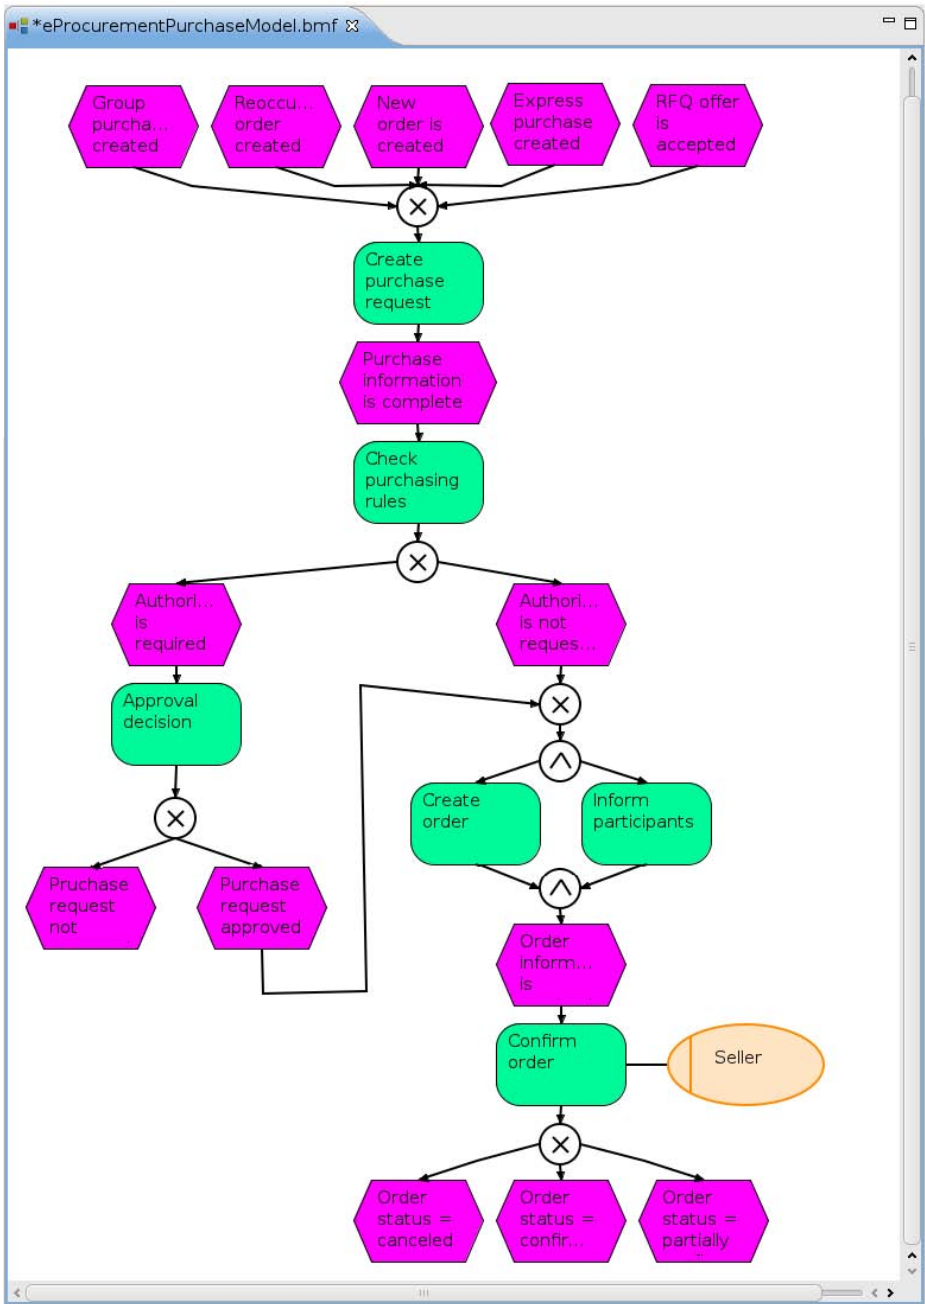 *eProcurementPurchaseModel.bmf
Group
purcha...
created
Reoccu...
order
created
New
order is
created
Express
purchase
created
RFQ offer
is
accepted
Create
purchase
request
Purchase
information
is complete
Check
purchasing
rules
Authori...
is
required
Authori...
is not
reques...
Approval
decision
Create
order
Inform
participants
Pruchase
request
not
Purchase
request
approved
Order
inform...
is
Confirm
order
Seller
Order
status =
canceled
Order
status =
confir...
Order
status =
partially